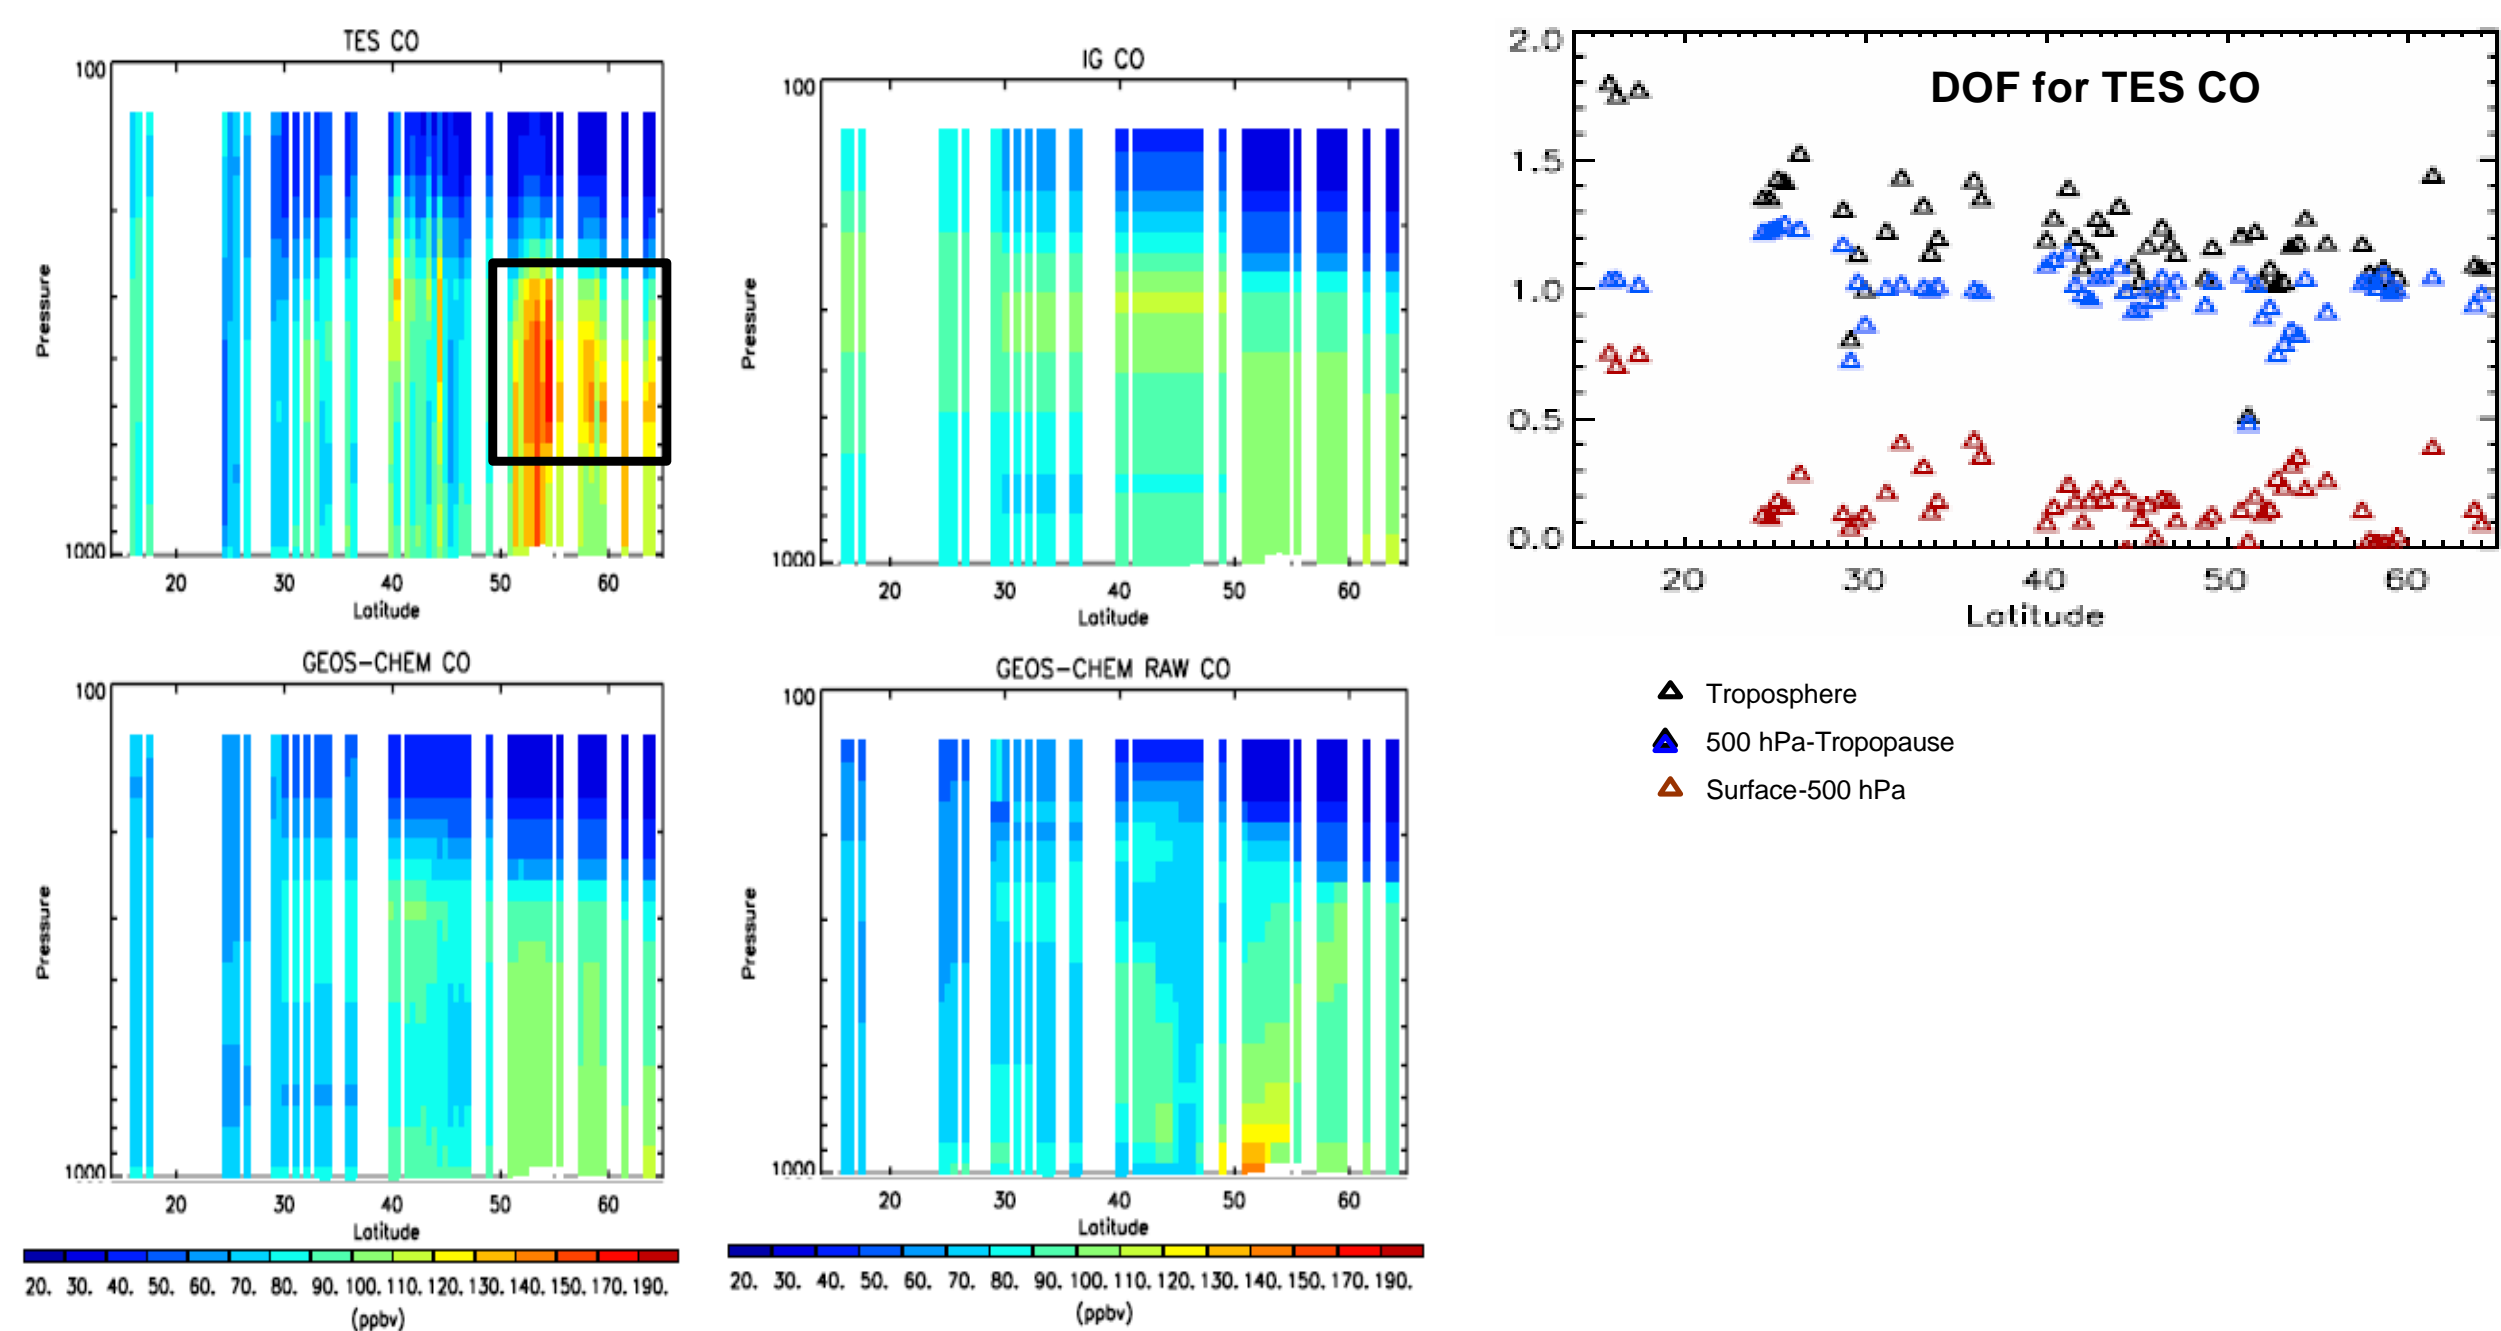 TES CO
100
1000
Pressure
20 30 40 50 60
Latitude
IG CO
100
1000
Pressure
20 30 40 50 60
Latitude
DOF for TES CO
2.0
1.5
1.0
0.5
0.0
20 30 40 50 60
Latitude
Troposphere
500 hPa-Tropopause
Surface-500 hPa
GEOS-CHEM CO
100
1000
Pressure
20 30 40 50 60
Latitude
20. 30. 40. 50. 60. 70. 80. 90. 100. 110. 120. 130. 140. 150. 170. 190.
(ppbv)
GEOS-CHEM RAW CO
100
1000
Pressure
20 30 40 50 60
Latitude
20. 30. 40. 50. 60. 70. 80. 90. 100. 110. 120. 130. 140. 150. 170. 190.
(ppbv)